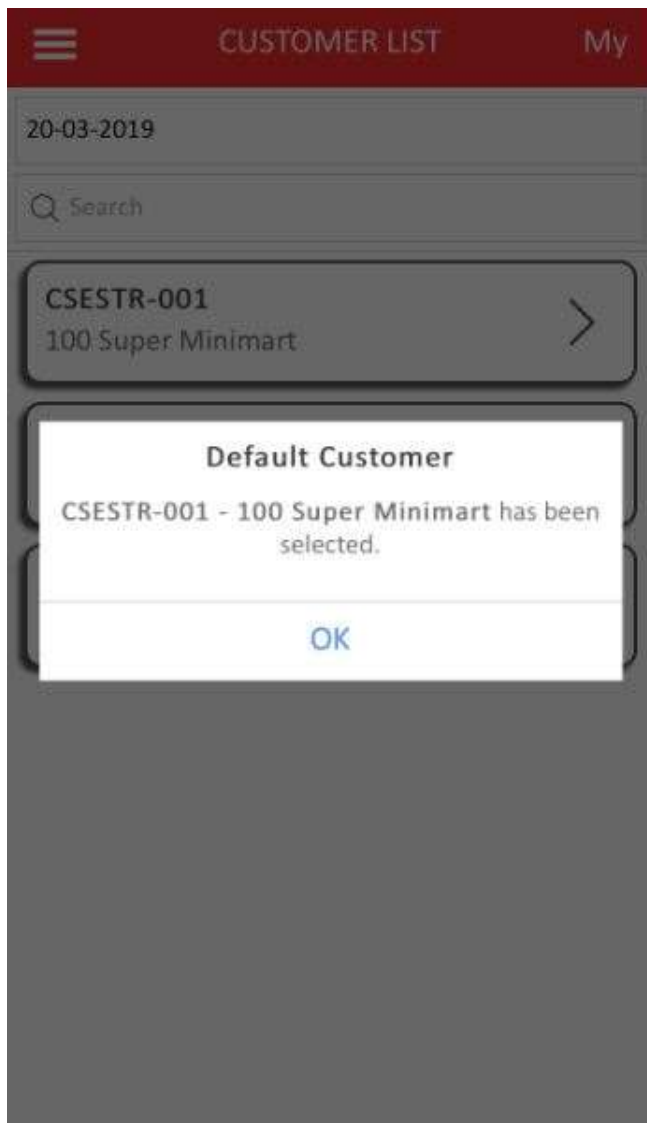 CUSTOMER LIST My
20-03-2019
Search
CSESTR-001
100 Super Minimart
Default Customer
CSESTR-001 - 100 Super Minimart has been
selected.
OK